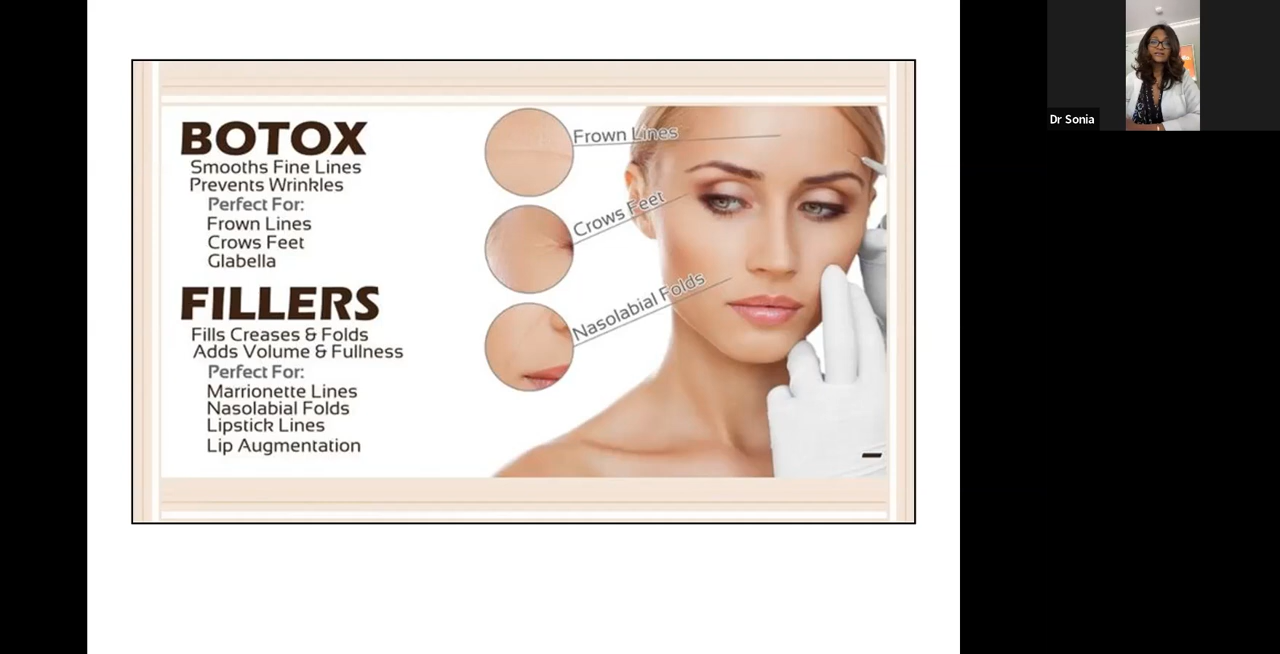 BOTOX
Smooths Fine Lines
Prevents Wrinkles
Perfect For:
Frown Lines
Crows Feet
Glabella
FILLERS
Fills Creases & Folds
Adds Volume & Fullness
Perfect For:
Marrionette Lines
Nasolabial Folds
Lipstick Lines
Lip Augmentation
Frown Lines
Crows Feet
Nasolabial Folds
Dr Sonia